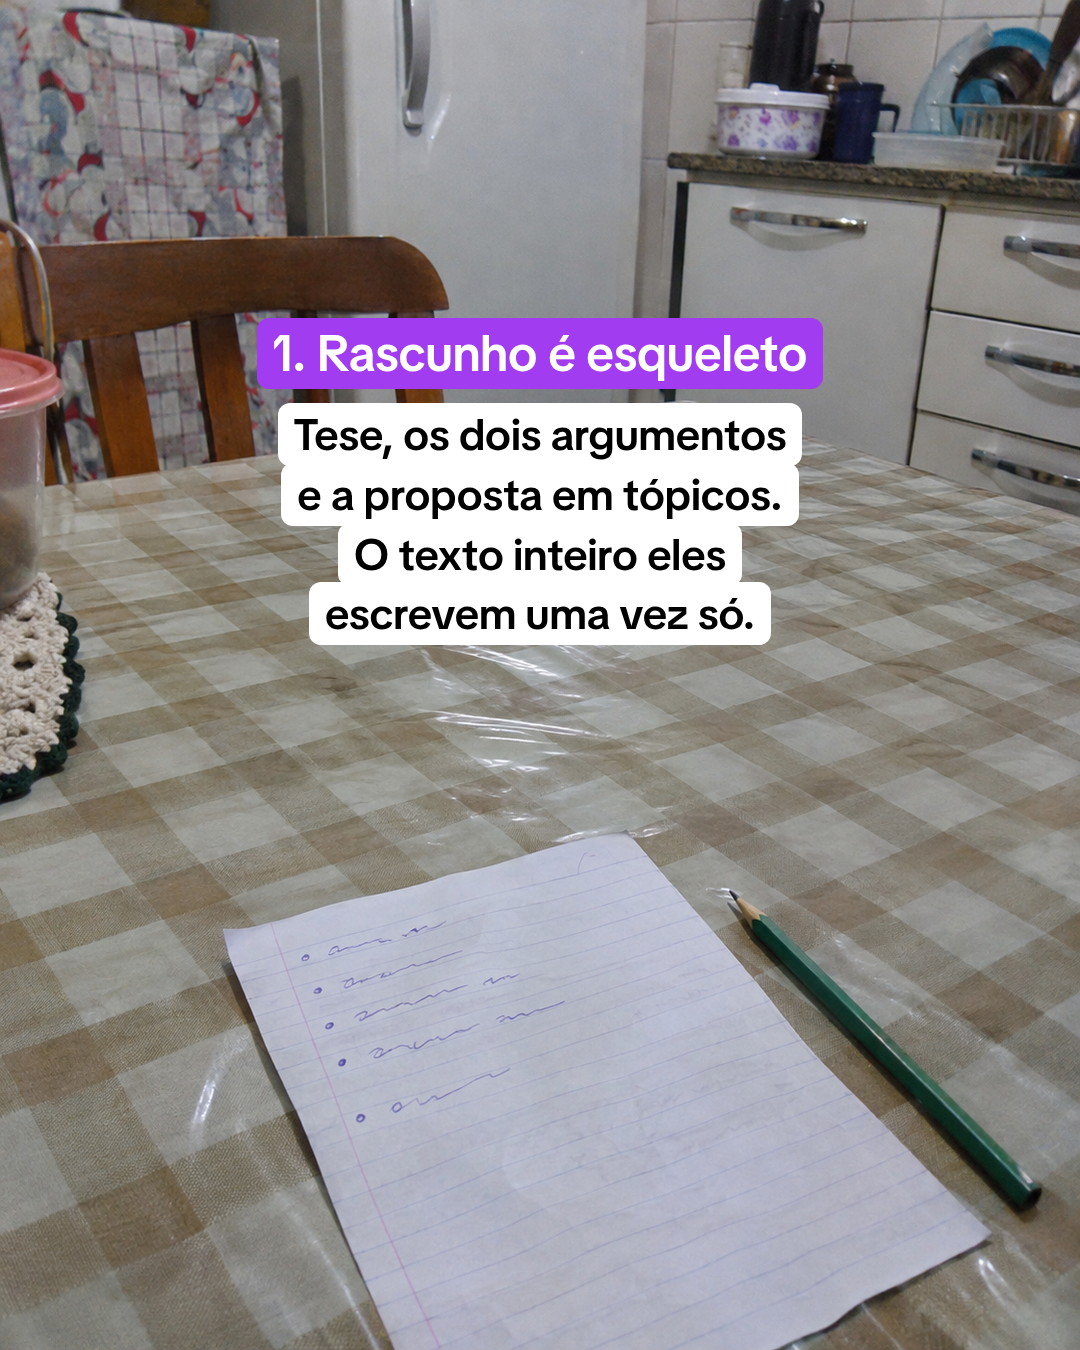 1. Rascunho é esqueleto
Tese, os dois argumentos
e a proposta em tópicos.
O texto inteiro eles
escrevem uma vez só.